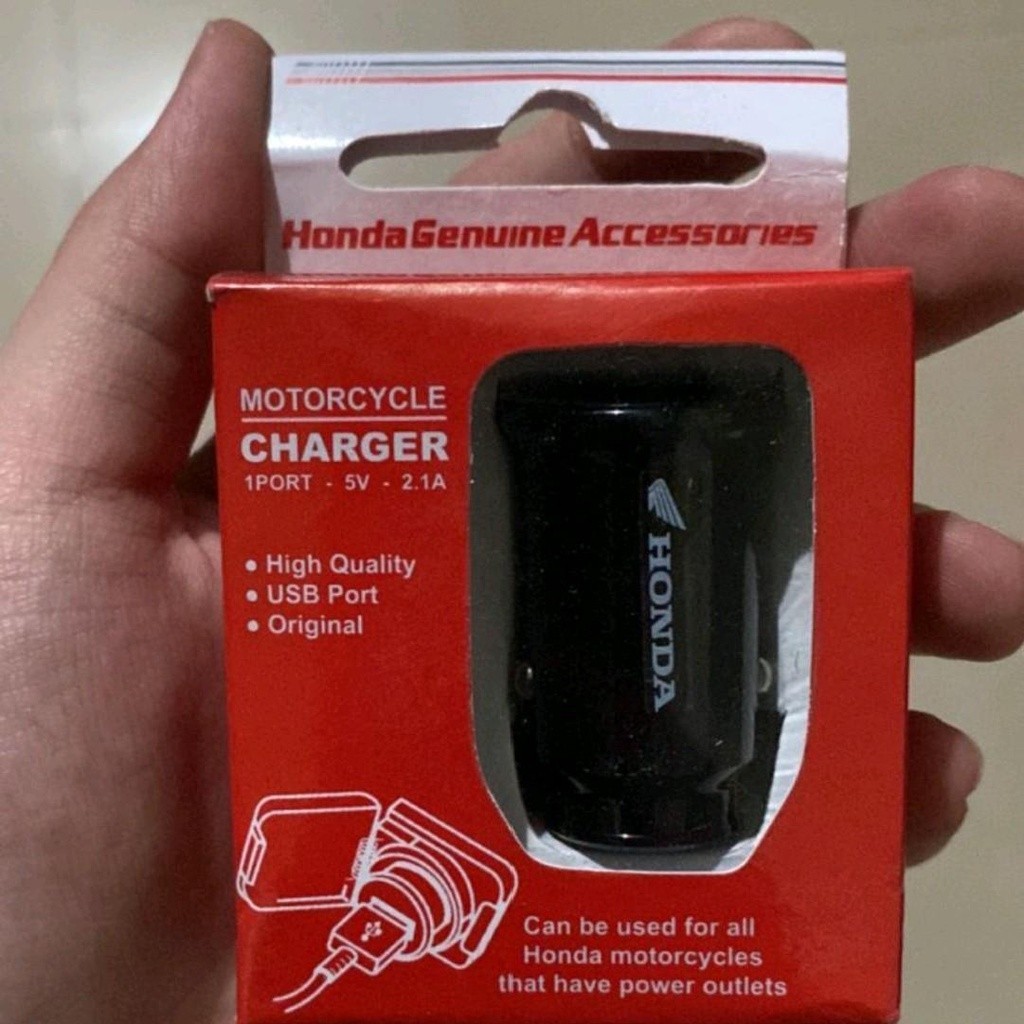 Honda Genuine Accessories
MOTORCYCLE
CHARGER
1PORT - 5V - 2.1A
• High Quality
• USB Port
• Original
HONDA
Can be used for all
Honda motorcycles
that have power outlets